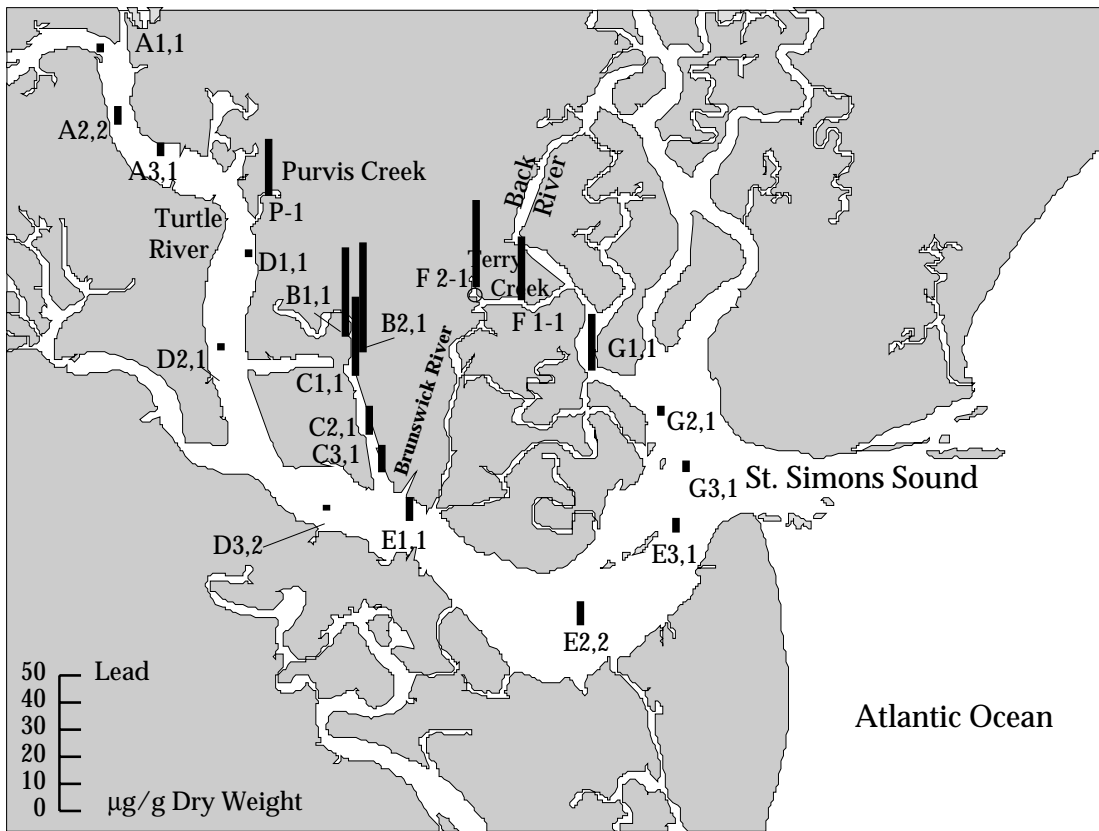 A1,1
A2,2
A3,1
Purvis Creek
P-1
Turtle
River
D1,1
Back
River
Terry
Creek
F 2-1
F 1-1
B1,1
B2,1
D2,1
C1,1
G1,1
Brunswick River
C2,1
C3,1
G2,1
G3,1
St. Simons Sound
D3,2
E1,1
E3,1
E2,2
50
Lead
40
30
20
10
0
µg/g Dry Weight
Atlantic Ocean